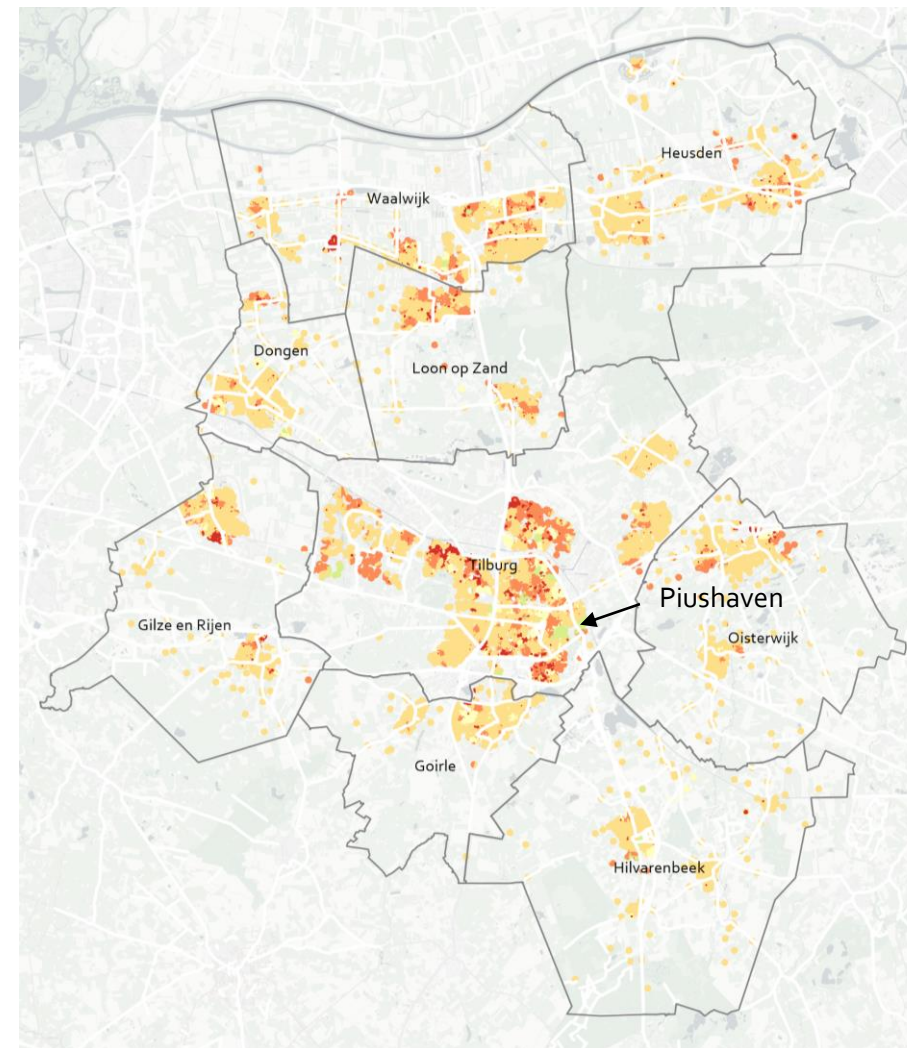 Heusden
Waalwijk
Dongen
Loon op Zand
Tilburg
Piushaven
Gilze en Rijen
Oisterwijk
Goirle
Hilvarenbeek